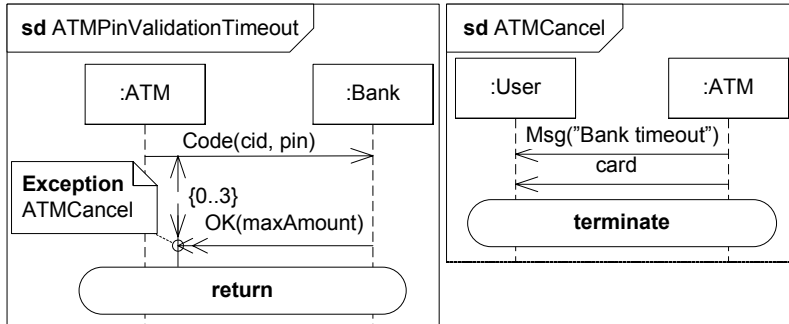 sd ATMPinValidationTimeout
:ATM
:Bank
Code(cid, pin)
Exception
ATMCancel
{0..3}
OK(maxAmount)
return
sd ATMCancel
:User
:ATM
Msg(”Bank timeout”)
card
terminate